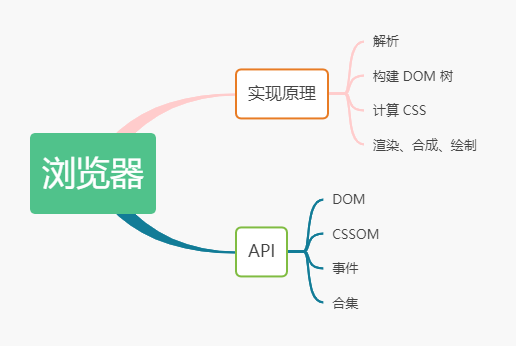 浏览器
实现原理
解析
构建 DOM 树
计算 CSS
渲染、合成、绘制
API
DOM
CSSOM
事件
合集